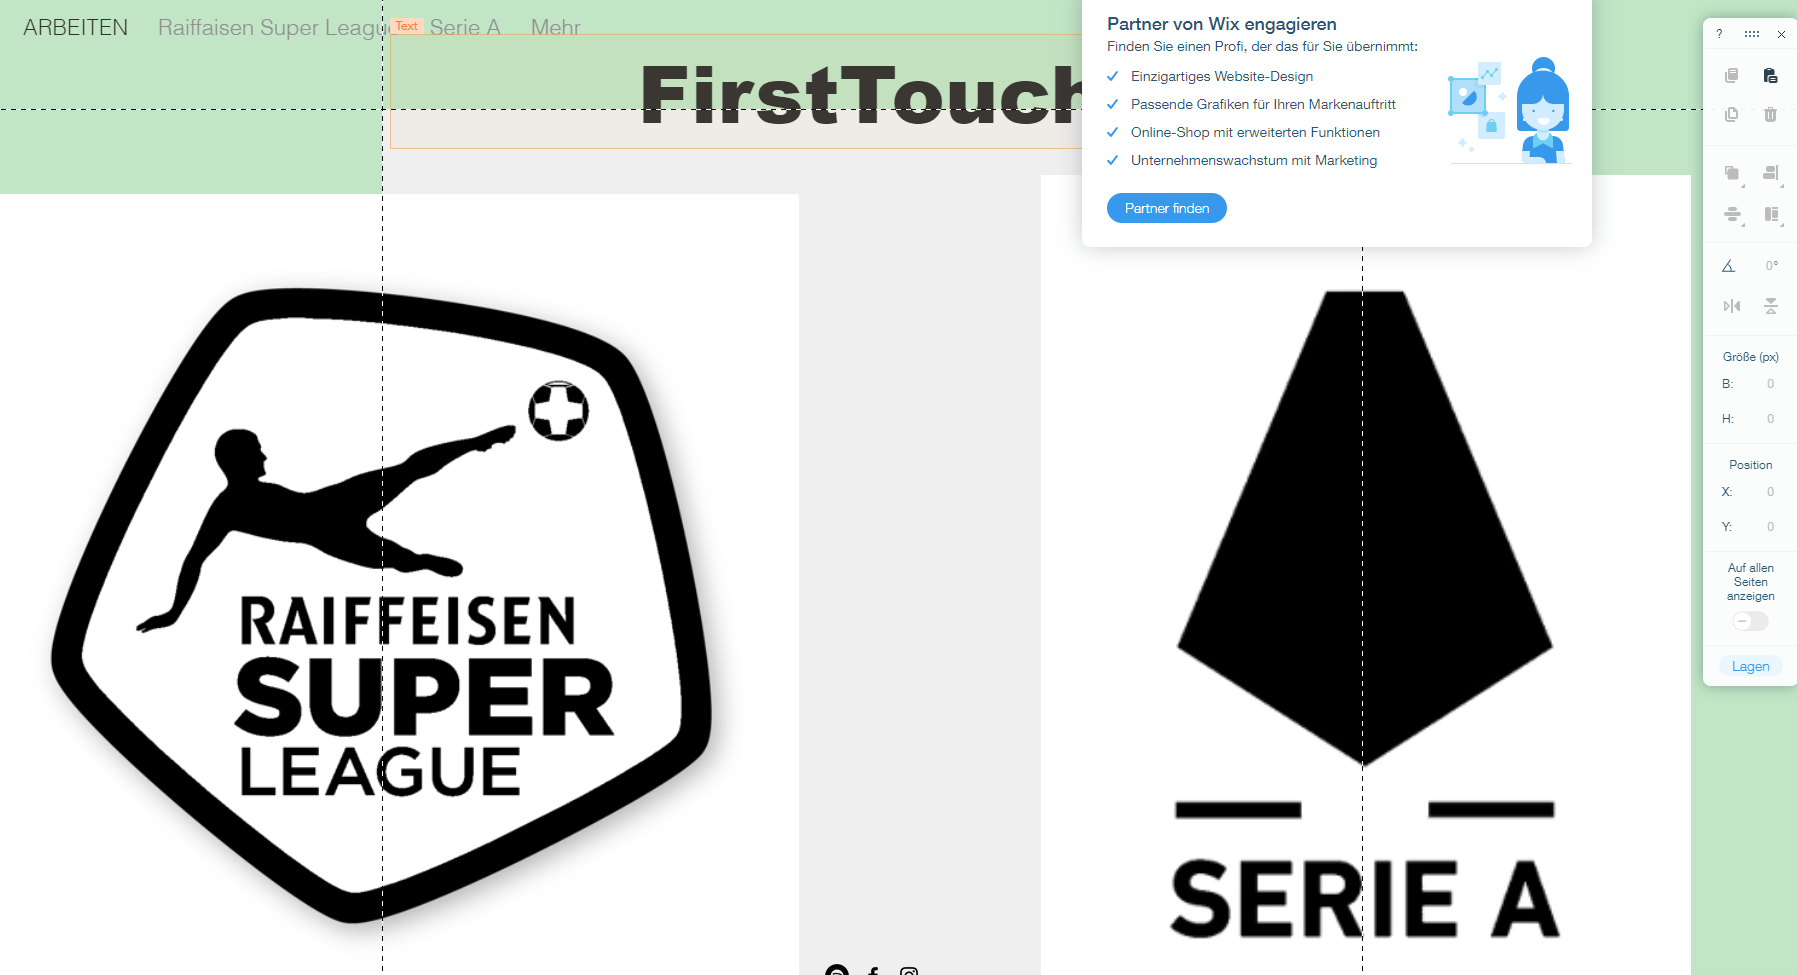 ARBEITEN
Raiffaisen Super League
Text
Serie A
Mehr
FirstTouch
Partner von Wix engagieren
Finden Sie einen Profi, der das für Sie übernimmt:
Einzigartiges Website-Design
Passende Grafiken für Ihren Markenauftritt
Online-Shop mit erweiterten Funktionen
Unternehmenswachstum mit Marketing
Partner finden
RAIFFEISEN
SUPER
LEAGUE
SERIE A
?
0°
Größe (px)
B: 0
H: 0
Position
X: 0
Y: 0
Auf allen
Seiten
anzeigen
Lagen